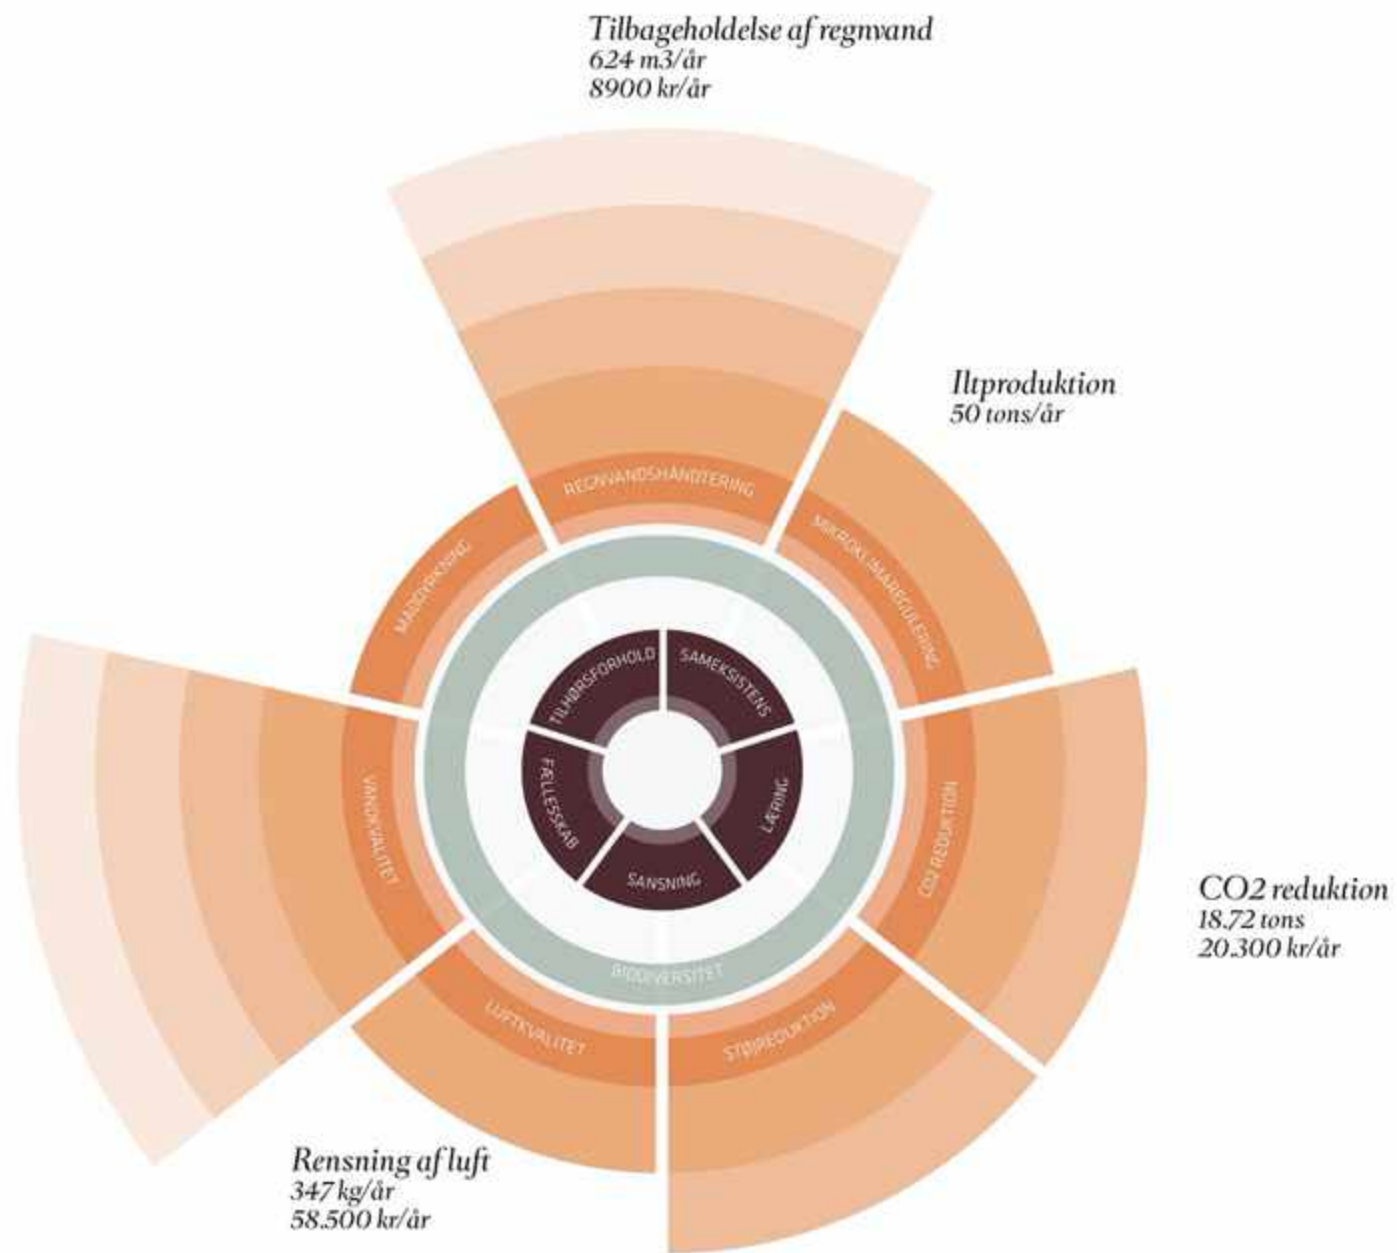 Tilbageholdelse af regnvand
624 m3/år
8900 kr/år
Iltproduktion
50 tons/år
REGNVANDSHÅNDTERING
MIKROKLIMAREGULERING
MADDYRKNING
TILHØRSFORHOLD
SAMEKSISTENS
FÆLLESSKAB
LÆRING
SANSNING
VANDKVALITET
CO2 REDUKTION
CO2 reduktion
18.72 tons
20.300 kr/år
BIODIVERSITET
LUFTKVALITET
STØJREDUKTION
Rensning af luft
347 kg/år
58.500 kr/år